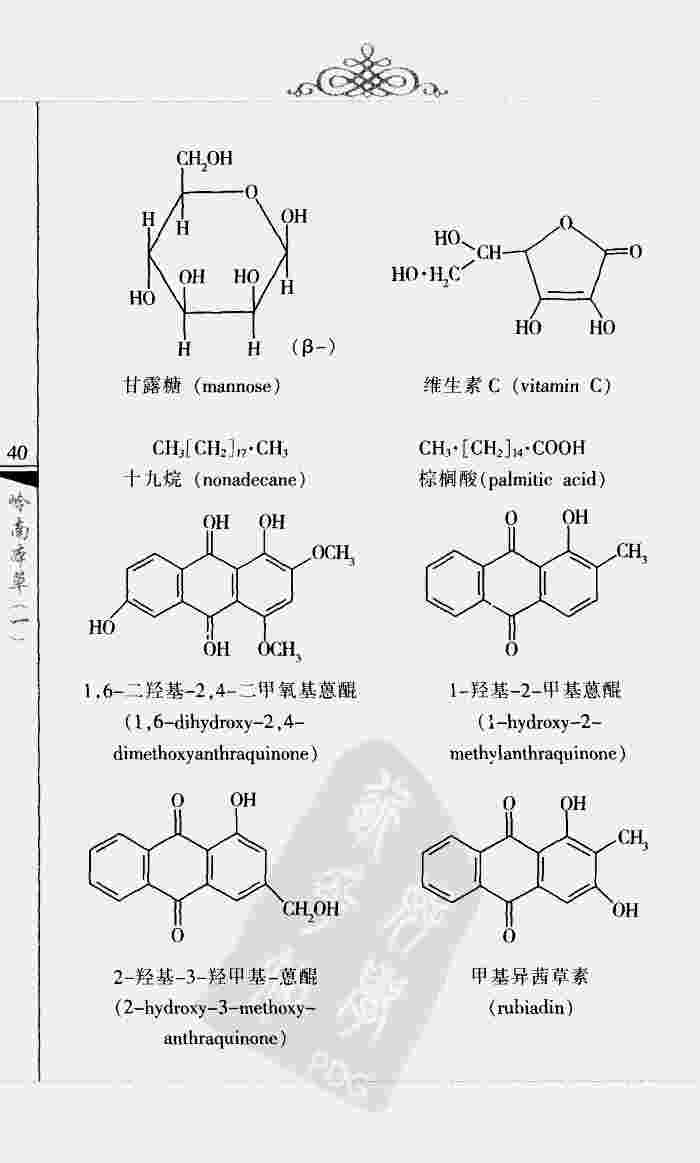 CH₂OH
O
H
H
OH
OH
HO
HO
H
H
H
(β-)
甘露糖 (mannose)
O
HO
CH
O
HO·H₂C
HO
HO
维生素 C (vitamin C)
CH₃[CH₂]₁₇·CH₃
十九烷 (nonadecane)
CH₃·[CH₂]₁₄·COOH
棕榈酸(palmitic acid)
40
岭南本草(一)
OH
OH
OCH₃
HO
OH
OCH₃
1,6-二羟基-2,4-二甲氧基蒽醌
(1,6-dihydroxy-2,4-
dimethoxyanthraquinone)
O
OH
CH₃
O
1-羟基-2-甲基蒽醌
(1-hydroxy-2-
methylanthraquinone)
O
OH
CH₂OH
O
2-羟基-3-羟甲基-蒽醌
(2-hydroxy-3-methoxy-
anthraquinone)
O
OH
CH₃
OH
O
甲基异茜草素
(rubiadin)
PDG